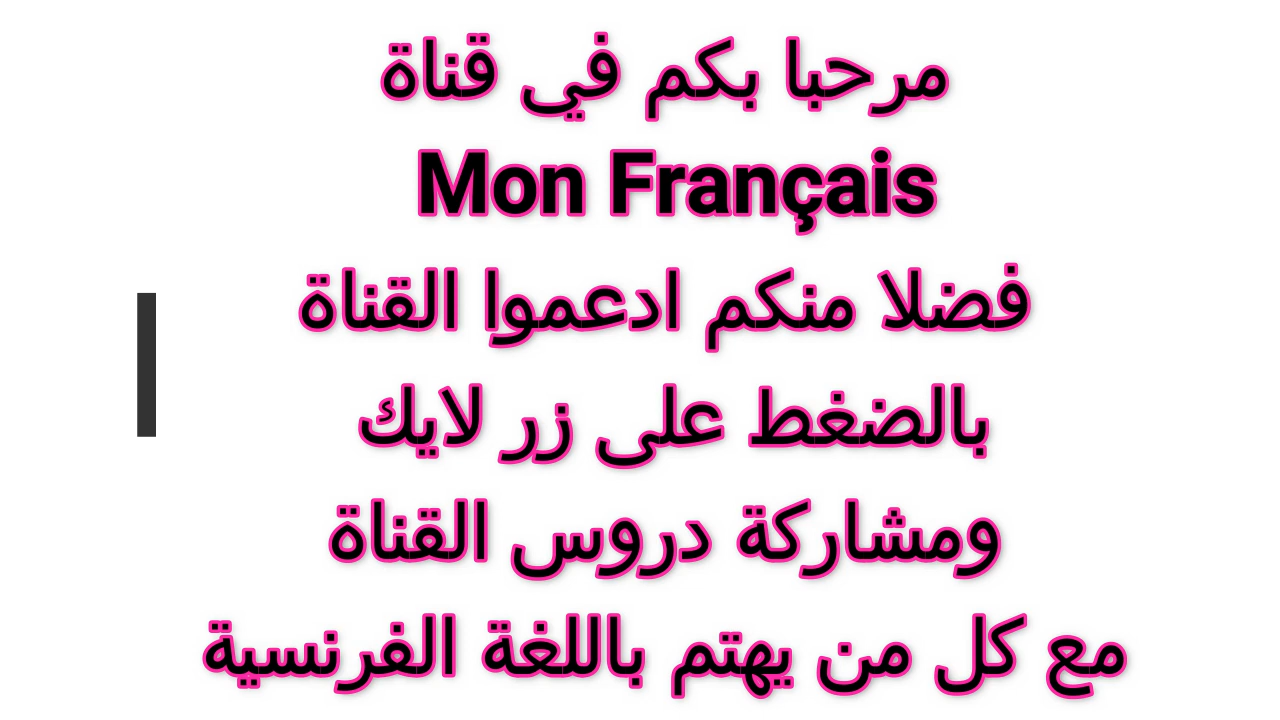 مرحبا بكم في قناة
Mon Français
فضلا منكم ادعموا القناة
بالضغط على زر لايك
ومشاركة دروس القناة
مع كل من يهتم باللغة الفرنسية